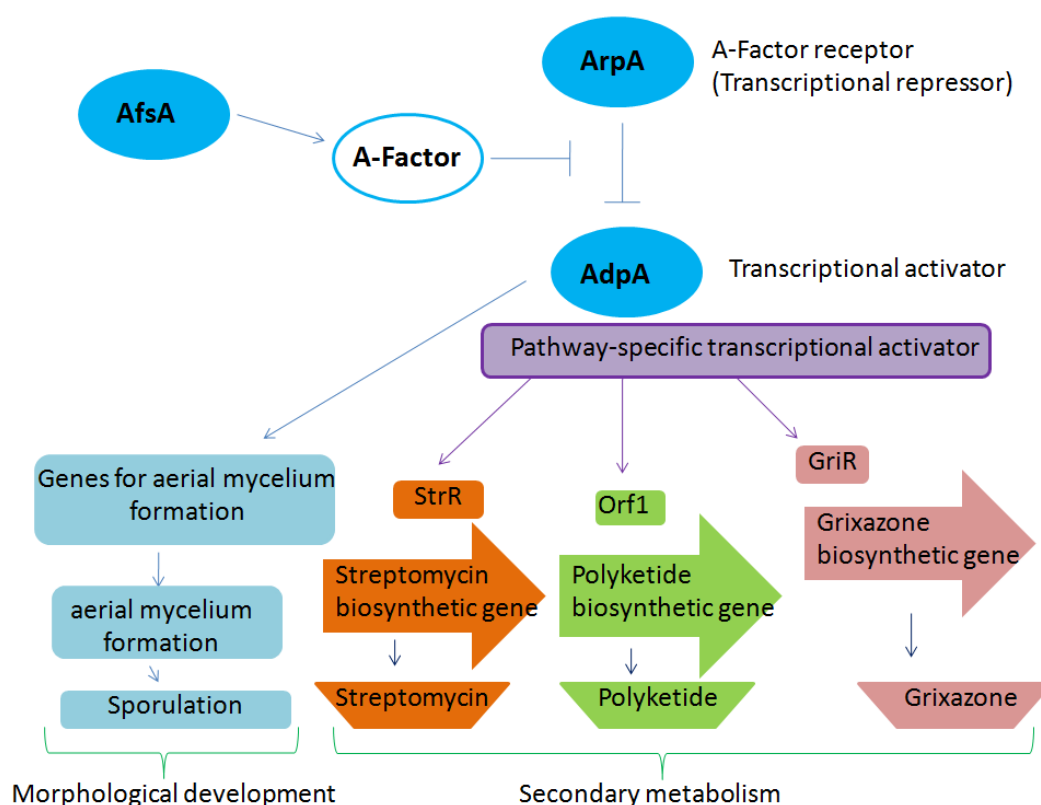 ArpA
A-Factor receptor
(Transcriptional repressor)
AfsA
A-Factor
AdpA
Transcriptional activator
Pathway-specific transcriptional activator
Genes for aerial mycelium
formation
aerial mycelium
formation
Sporulation
StrR
Streptomycin
biosynthetic gene
Streptomycin
Orf1
Polyketide
biosynthetic gene
Polyketide
GriR
Grixazone
biosynthetic gene
Grixazone
Morphological development
Secondary metabolism